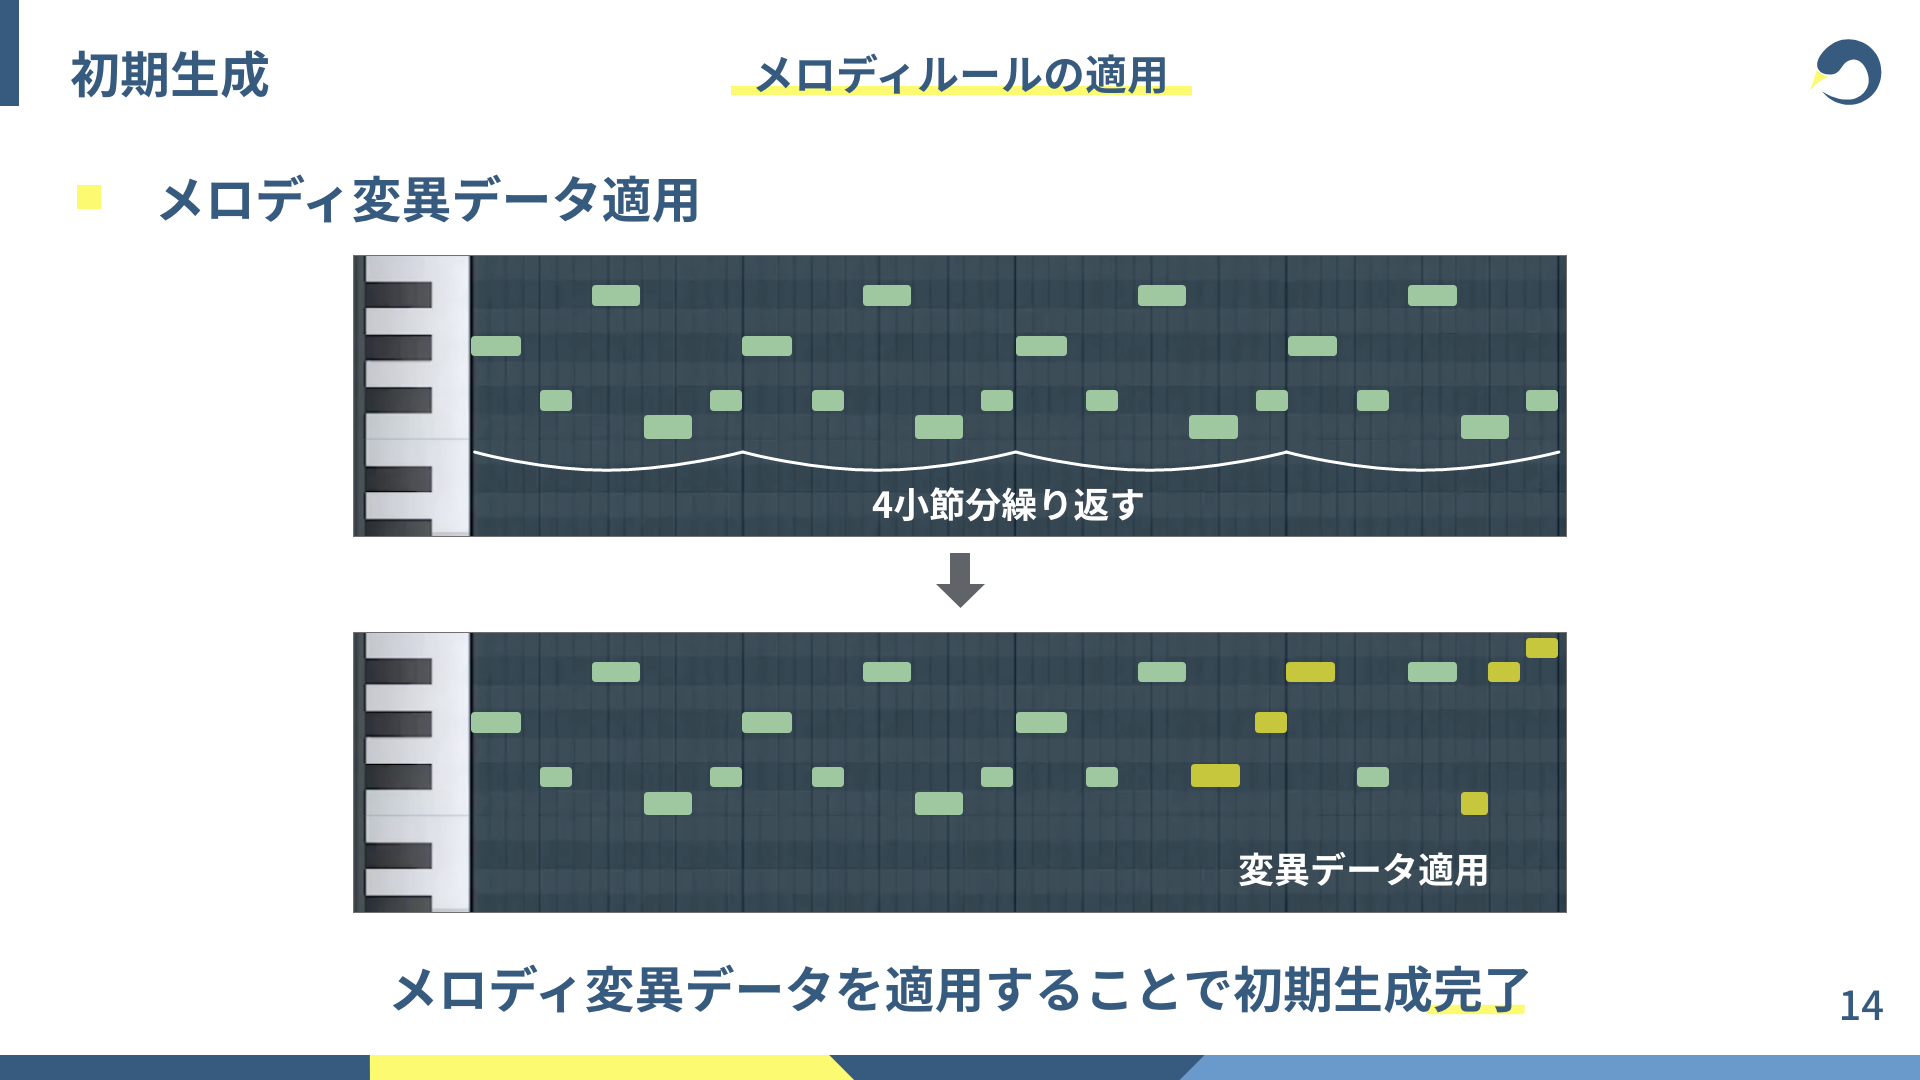 初期生成
メロディルールの適用
メロディ変異データ適用
4小節分繰り返す
変異データ適用
メロディ変異データを適用することで初期生成完了
14